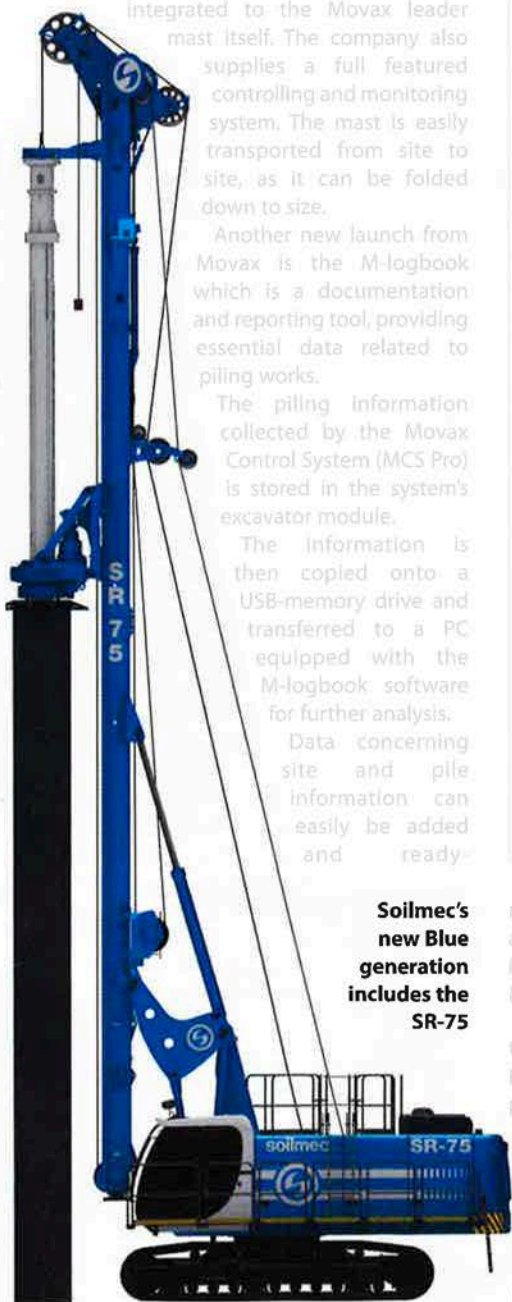 integrated to the Movax leader
mast itself. The company also
supplies a full featured
controlling and monitoring
system. The mast is easily
transported from site to
site, as it can be folded
down to size.
Another new launch from
Movax is the M-logbook
which is a documentation
and reporting tool, providing
essential data related to
piling works.
The piling information
collected by the Movax
Control System (MCS Pro)
is stored in the system's
excavator module.
The information is
then copied onto a
USB-memory drive and
transferred to a PC
equipped with the
M-logbook software
for further analysis.
Data concerning
site and pile
information can
easily be added
and ready-
Soilmec's
new Blue
generation
includes the
SR-75
SR75
soilmec
SR-75